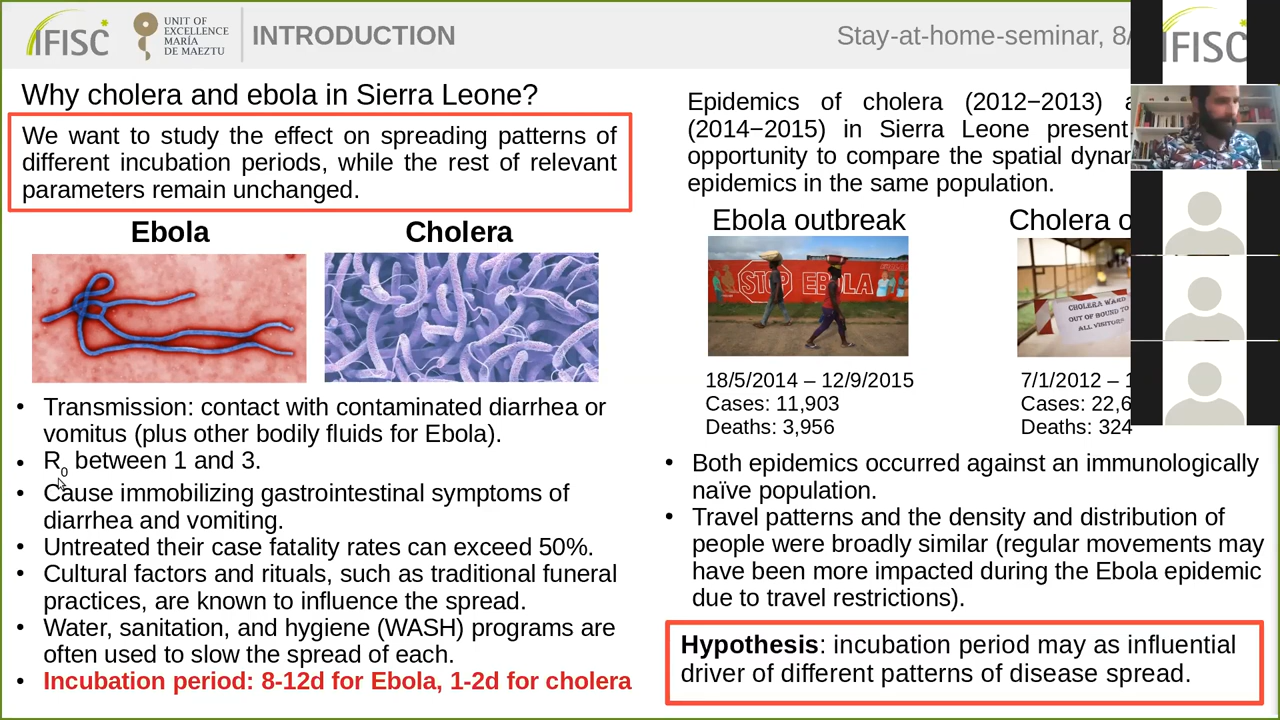 IFISC
UNIT OF
EXCELLENCE
MARÍA
DE MAEZTU
INTRODUCTION
Stay-at-home-seminar, 8/
IFISC
Why cholera and ebola in Sierra Leone?
We want to study the effect on spreading patterns of
different incubation periods, while the rest of relevant
parameters remain unchanged.
Ebola
Cholera
• Transmission: contact with contaminated diarrhea or
vomitus (plus other bodily fluids for Ebola).
• R0 between 1 and 3.
• Cause immobilizing gastrointestinal symptoms of
diarrhea and vomiting.
• Untreated their case fatality rates can exceed 50%.
• Cultural factors and rituals, such as traditional funeral
practices, are known to influence the spread.
• Water, sanitation, and hygiene (WASH) programs are
often used to slow the spread of each.
• Incubation period: 8-12d for Ebola, 1-2d for cholera
Epidemics of cholera (2012−2013)
(2014−2015) in Sierra Leone present
opportunity to compare the spatial
epidemics in the same population.
Ebola outbreak
STOP EBOLA
18/5/2014 – 12/9/2015
Cases: 11,903
Deaths: 3,956
Cholera
CHOLERA WARD
OUT OF BOUND TO
ALL VISITORS
7/1/2012 –
Cases: 22,6
Deaths: 324
• Both epidemics occurred against an immunologically
naïve population.
• Travel patterns and the density and distribution of
people were broadly similar (regular movements may
have been more impacted during the Ebola epidemic
due to travel restrictions).
Hypothesis: incubation period may as influential
driver of different patterns of disease spread.